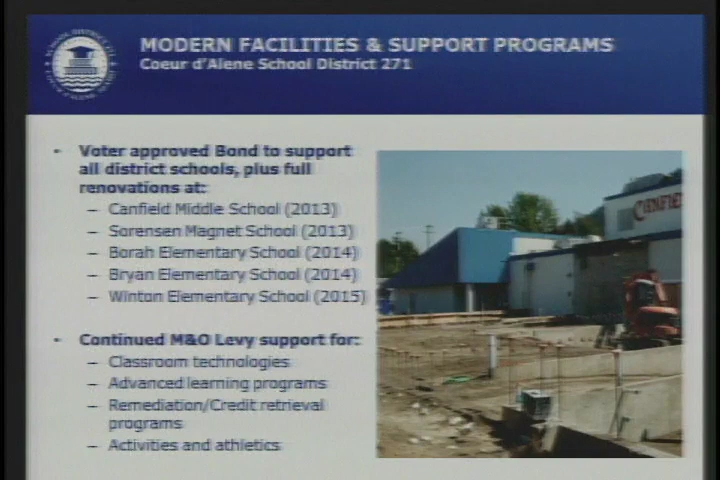 MODERN FACILITIES & SUPPORT PROGRAMS
Coeur d'Alene School District 271
- Voter approved Bond to support
all district schools, plus full
renovations at:
– Canfield Middle School (2013)
– Sorensen Magnet School (2013)
– Borah Elementary School (2014)
– Bryan Elementary School (2014)
– Winton Elementary School (2015)
- Continued M&O Levy support for:
– Classroom technologies
– Advanced learning programs
– Remediation/Credit retrieval
programs
– Activities and athletics